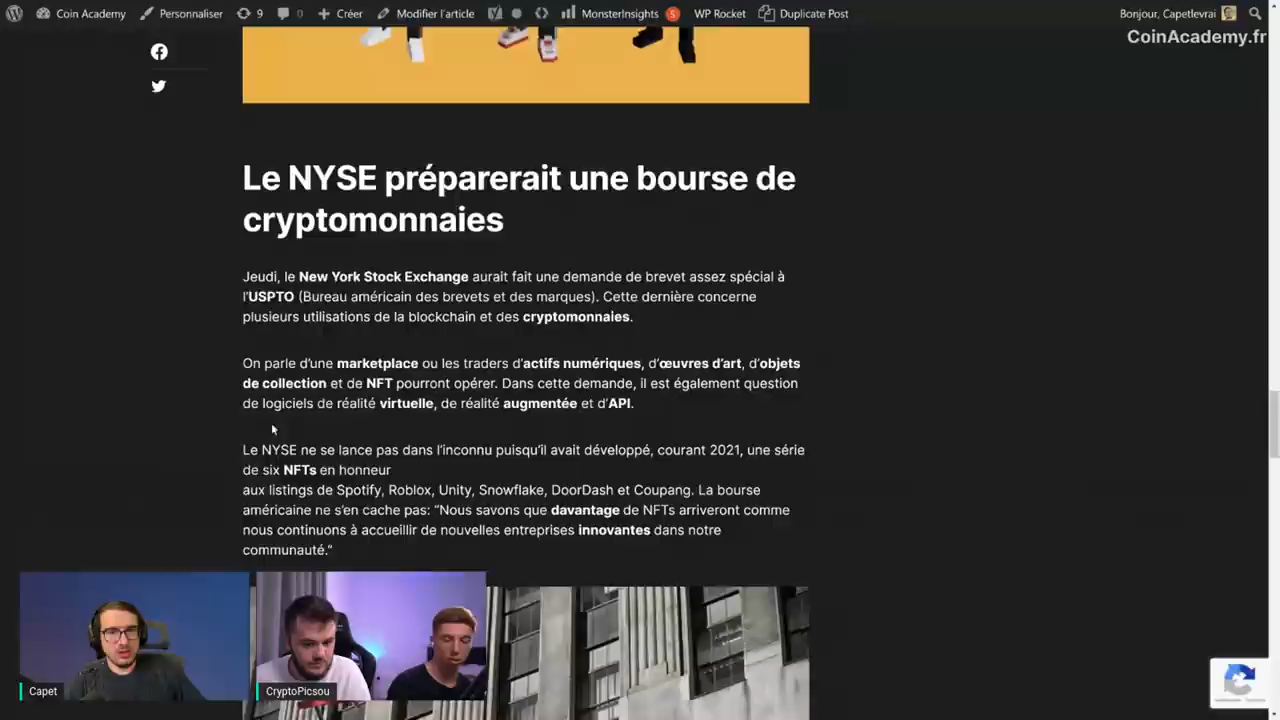 Coin Academy Personnaliser 9 0 Créer Modifier l'article MonsterInsights 5 WP Rocket Duplicate Post Bonjour, Capetlevrai
CoinAcademy.fr
Le NYSE préparerait une bourse de
cryptomonnaies
Jeudi, le New York Stock Exchange aurait fait une demande de brevet assez spécial à
l'USPTO (Bureau américain des brevets et des marques). Cette dernière concerne
plusieurs utilisations de la blockchain et des cryptomonnaies.
On parle d'une marketplace ou les traders d'actifs numériques, d'œuvres d'art, d'objets
de collection et de NFT pourront opérer. Dans cette demande, il est également question
de logiciels de réalité virtuelle, de réalité augmentée et d'API.
Le NYSE ne se lance pas dans l'inconnu puisqu'il avait développé, courant 2021, une série
de six NFTs en honneur
aux listings de Spotify, Roblox, Unity, Snowflake, DoorDash et Coupang. La bourse
américaine ne s'en cache pas: "Nous savons que davantage de NFTs arriveront comme
nous continuons à accueillir de nouvelles entreprises innovantes dans notre
communauté."
Capet
CryptoPicsou